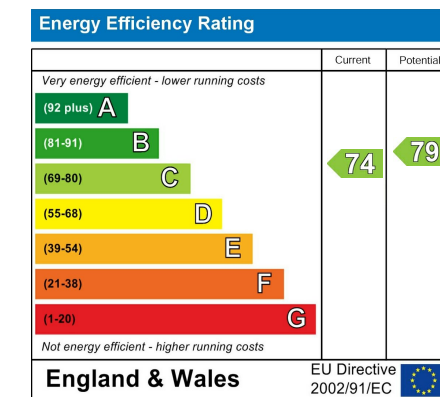 Energy Efficiency Rating
Current Potential
Very energy efficient - lower running costs
(92 plus) A
(81-91) B
(69-80) C
74 79
(55-68) D
(39-54) E
(21-38) F
(1-20) G
Not energy efficient - higher running costs
England & Wales
EU Directive
2002/91/EC